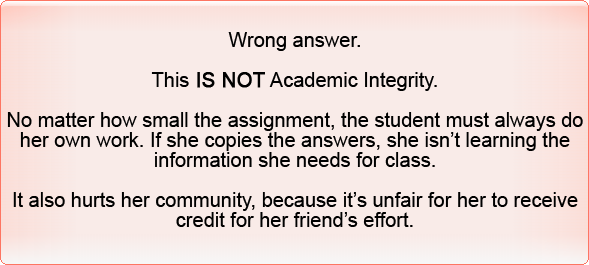 Wrong answer.
This IS NOT Academic Integrity.
No matter how small the assignment, the student must always do
her own work. If she copies the answers, she isn’t learning the
information she needs for class.
It also hurts her community, because it’s unfair for her to receive
credit for her friend’s effort.